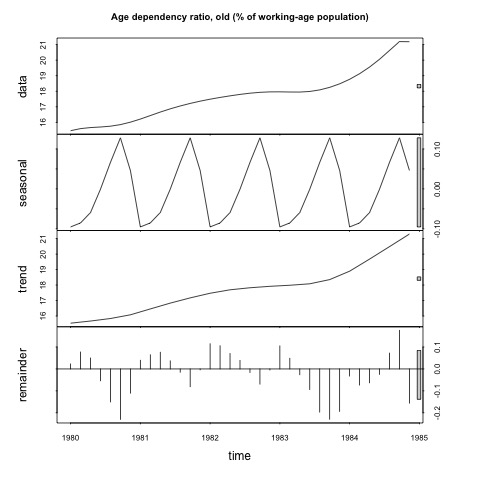 Age dependency ratio, old (% of working-age population)
data
16 17 18 19 20 21
seasonal
-0.10 0.00 0.10
trend
16 17 18 19 20 21
remainder
-0.2 -0.1 0.0 0.1
1980 1981 1982 1983 1984 1985
time